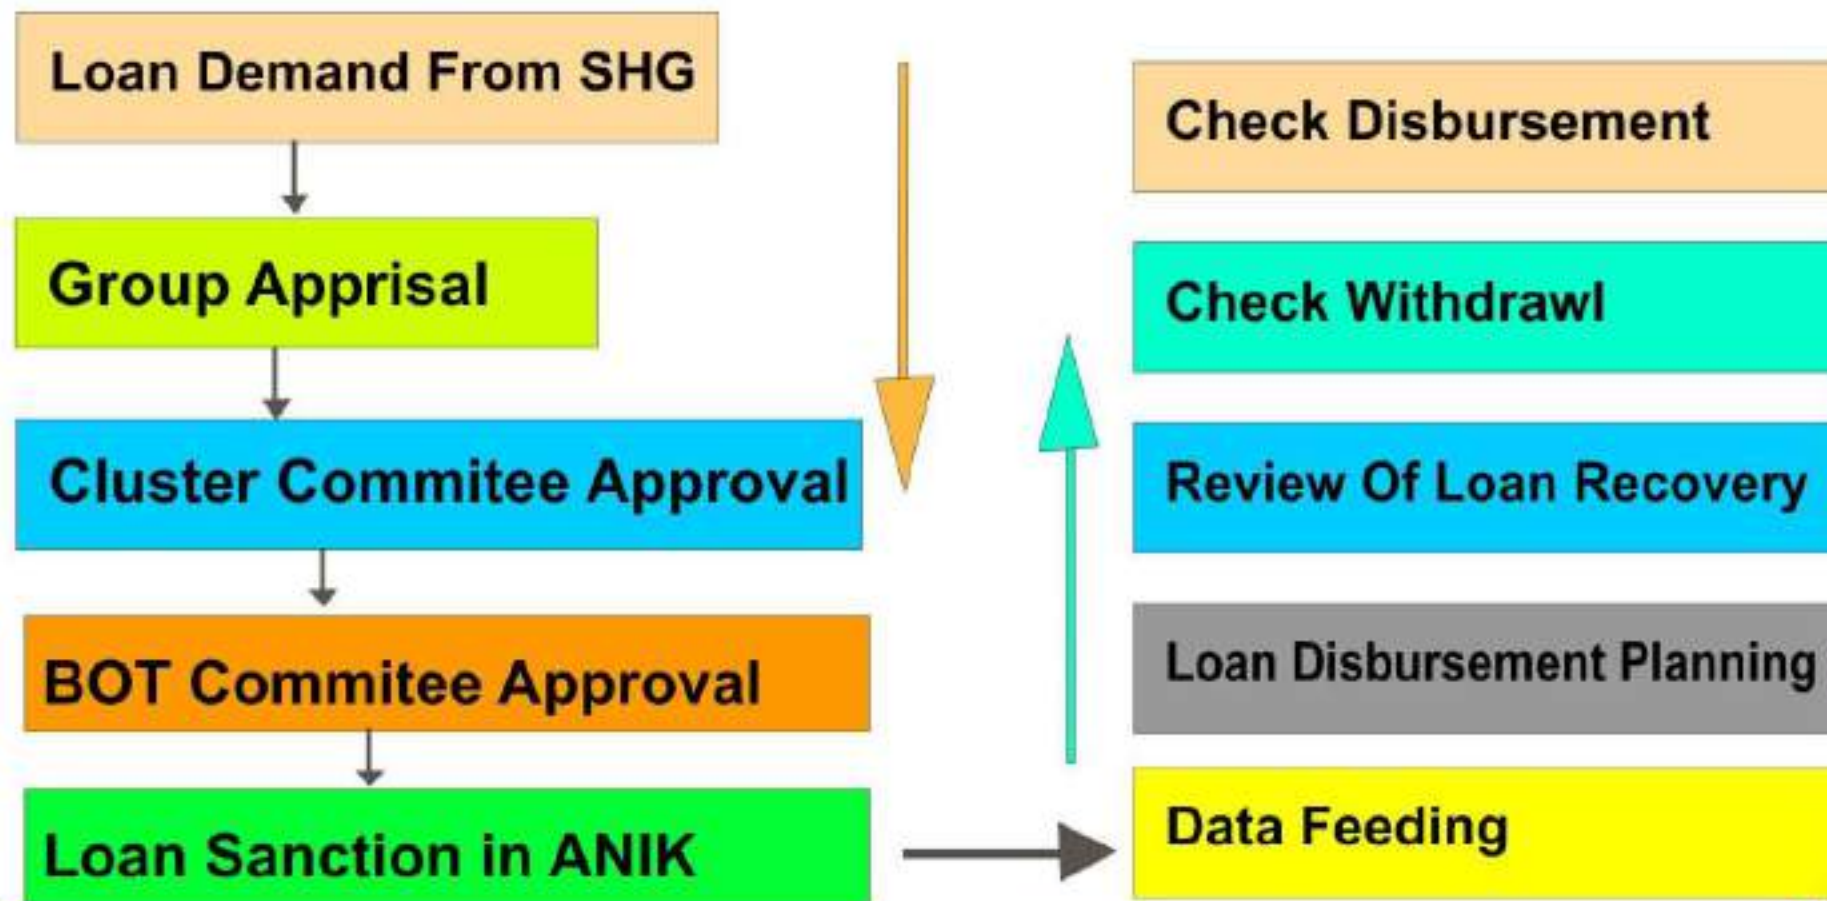 Loan Demand From SHG
Group Apprisal
Cluster Commitee Approval
BOT Commitee Approval
Loan Sanction in ANIK
Check Disbursement
Check Withdrawl
Review Of Loan Recovery
Loan Disbursement Planning
Data Feeding